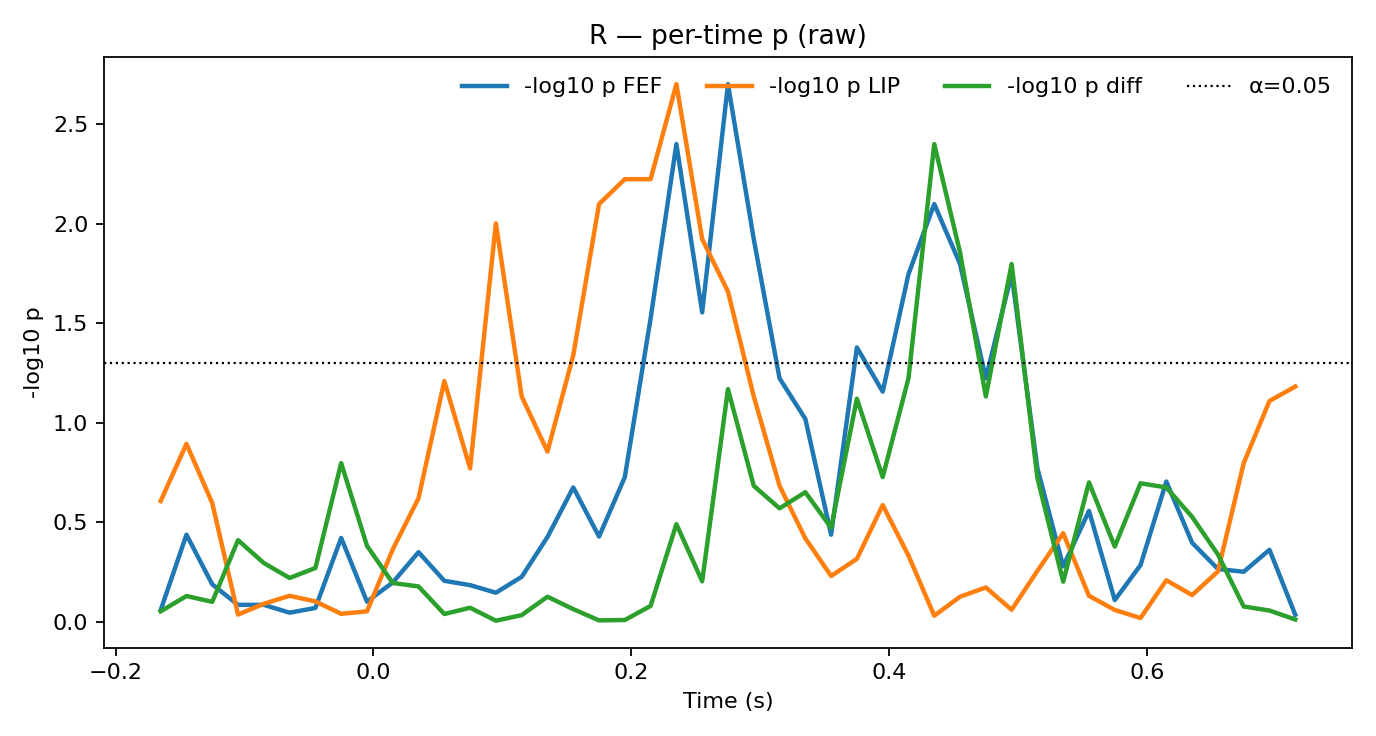 R — per-time p (raw)
-log10 p FEF
-log10 p LIP
-log10 p diff
α=0.05
-log10 p
2.5
2.0
1.5
1.0
0.5
0.0
−0.2
0.0
0.2
0.4
0.6
Time (s)